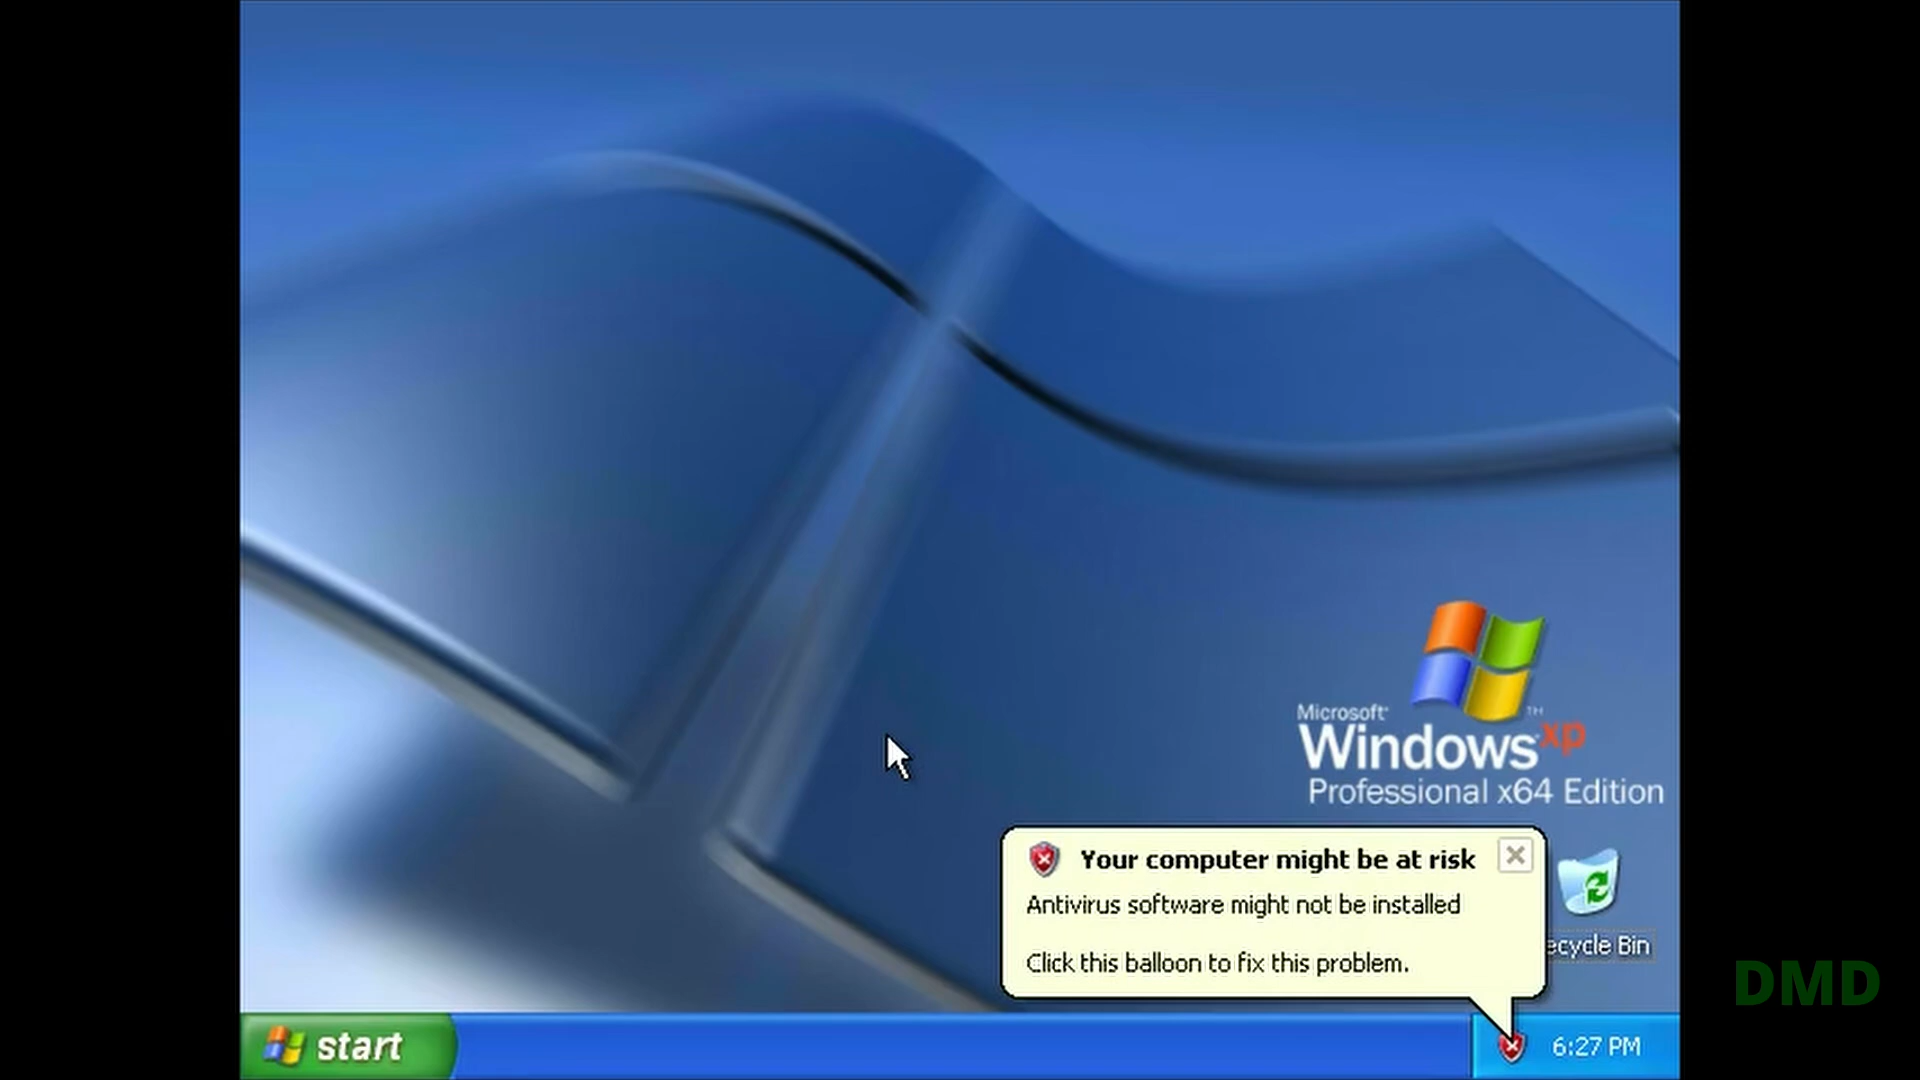 Microsoft®
Windows xp
TM
Professional x64 Edition
Your computer might be at risk
Antivirus software might not be installed
Click this balloon to fix this problem.
ecycle Bin
DMD
start
6:27 PM